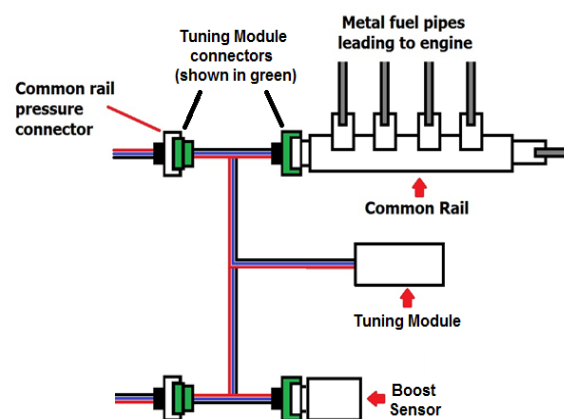 Metal fuel pipes
leading to engine
Tuning Module
connectors
(shown in green)
Common rail
pressure
connector
Common Rail
Tuning Module
Boost
Sensor